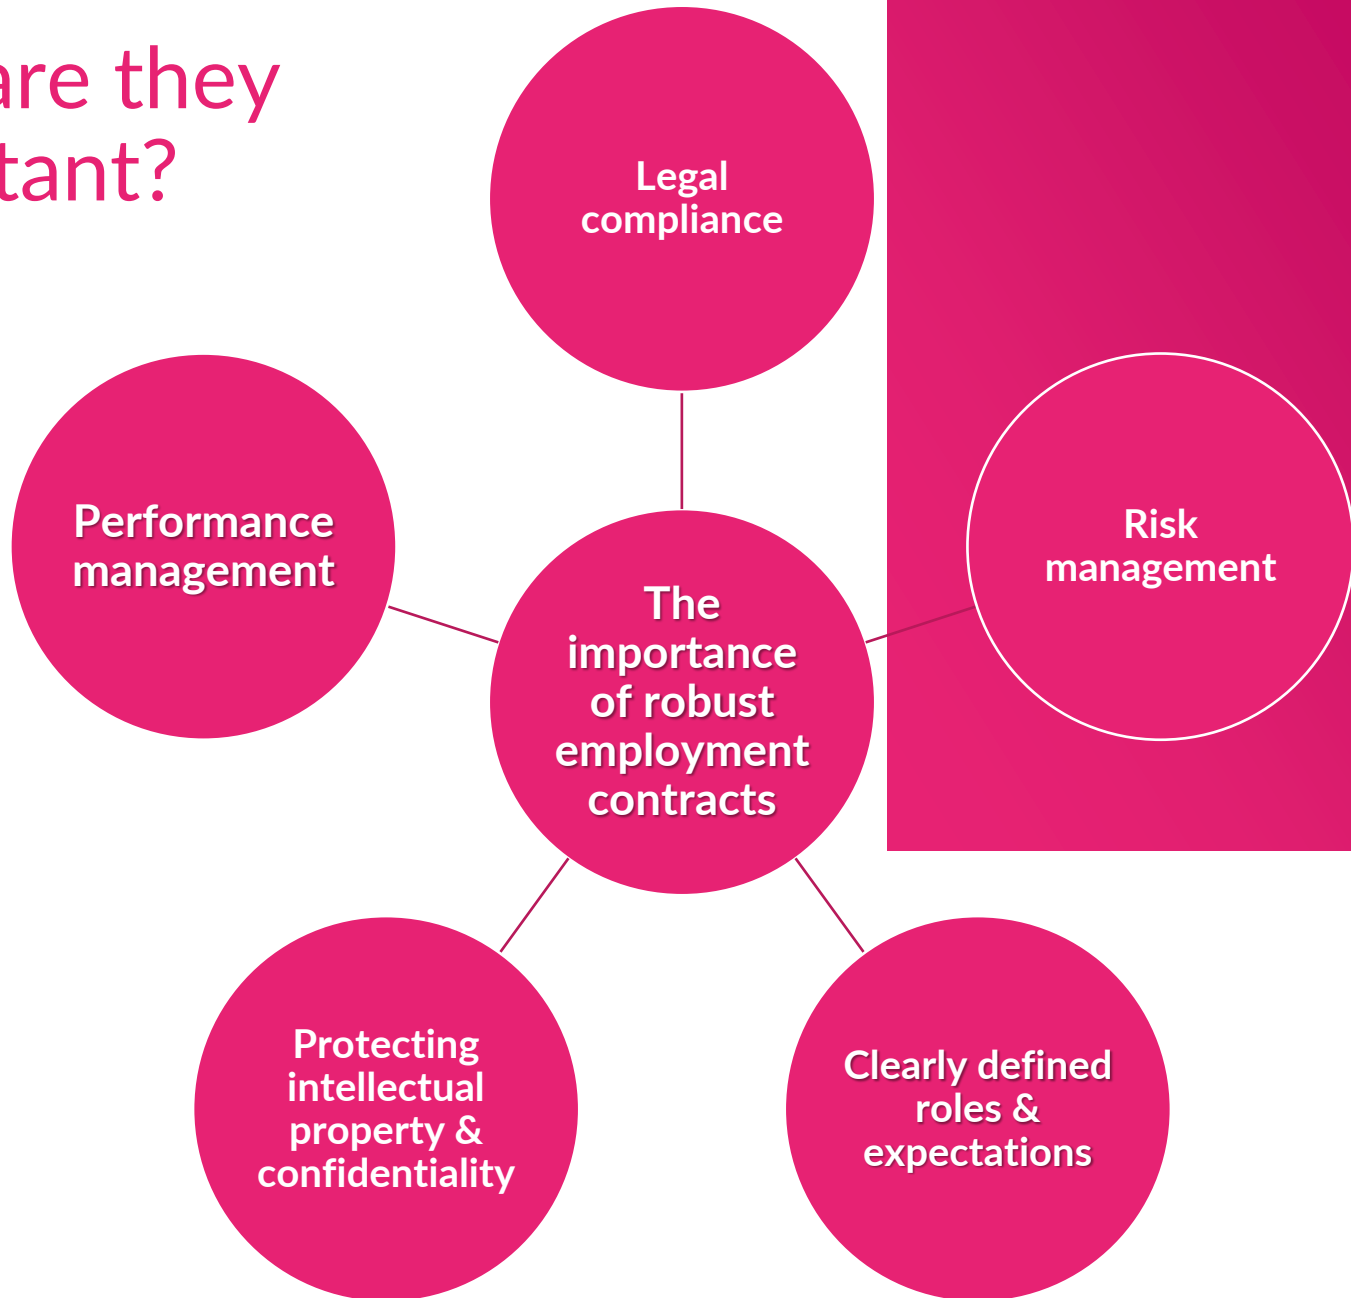 are they
tant?
Legal
compliance
Performance
management
Risk
management
The
importance
of robust
employment
contracts
Protecting
intellectual
property &
confidentiality
Clearly defined
roles &
expectations